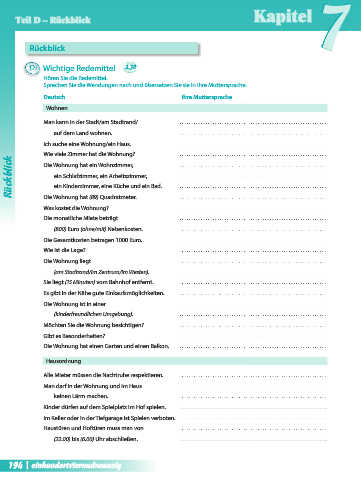 Teil D – Rückblick
Kapitel 7
Rückblick
Wichtige Redemittel
Hören Sie die Redemittel.
Sprechen Sie die Wendungen nach und übersetzen Sie sie in Ihre Muttersprache.
Deutsch Ihre Muttersprache
Wohnen
Man kann in der Stadt/am Stadtrand/
auf dem Land wohnen.
Ich suche eine Wohnung/ein Haus.
Wie viele Zimmer hat die Wohnung?
Die Wohnung hat ein Wohnzimmer,
ein Schlafzimmer, ein Arbeitszimmer,
ein Kinderzimmer, eine Küche und ein Bad.
Die Wohnung hat (89) Quadratmeter.
Was kostet die Wohnung?
Die monatliche Miete beträgt
(800) Euro (ohne/mit) Nebenkosten.
Die Gesamtkosten betragen 1000 Euro.
Wie ist die Lage?
Die Wohnung liegt
(am Stadtrand/im Zentrum/im Westen).
Sie liegt (15 Minuten) vom Bahnhof entfernt.
Es gibt in der Nähe gute Einkaufsmöglichkeiten.
Die Wohnung ist in einer
(kinderfreundlichen Umgebung).
Möchten Sie die Wohnung besichtigen?
Gibt es Besonderheiten?
Die Wohnung hat einen Garten und einen Balkon.
Hausordnung
Alle Mieter müssen die Nachtruhe respektieren.
Man darf in der Wohnung und im Haus
keinen Lärm machen.
Kinder dürfen auf dem Spielplatz im Hof spielen.
Im Keller oder in der Tiefgarage ist Spielen verboten.
Haustüren und Hoftüren muss man von
(22.00) bis (6.00) Uhr abschließen.
Rückblick
194 | einhundertvierundneunzig